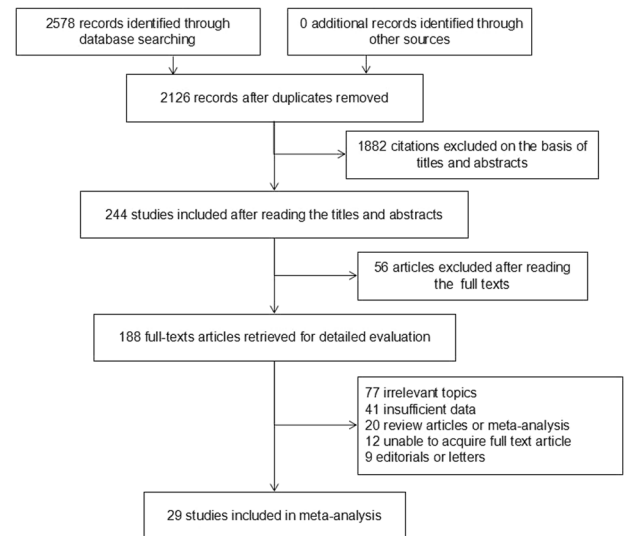 2578 records identified through
database searching
0 additional records identified through
other sources
2126 records after duplicates removed
1882 citations excluded on the basis of
titles and abstracts
244 studies included after reading the titles and abstracts
56 articles excluded after reading
the full texts
188 full-texts articles retrieved for detailed evaluation
77 irrelevant topics
41 insufficient data
20 review articles or meta-analysis
12 unable to acquire full text article
9 editorials or letters
29 studies included in meta-analysis